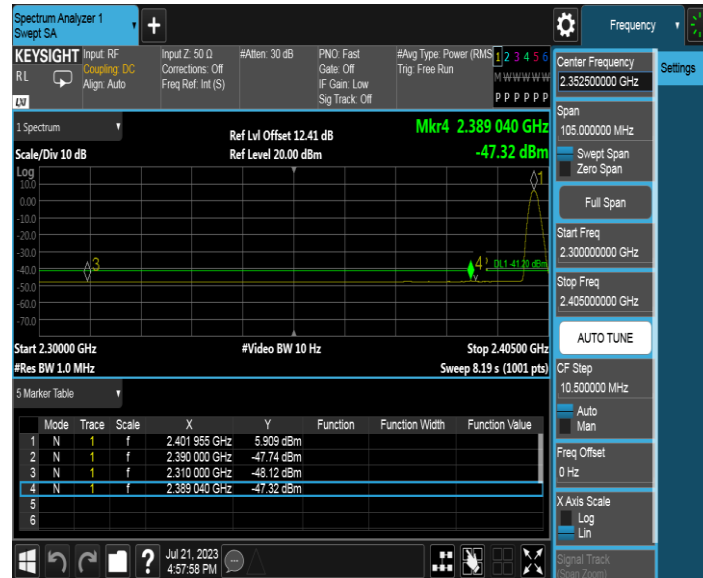 Spectrum Analyzer 1
Swept SA
Frequency
KEYSIGHT
RL
LXI
Input: RF
Coupling: DC
Align: Auto
Input Z: 50 Ω
Corrections: Off
Freq Ref: Int (S)
#Atten: 30 dB
PNO: Fast
Gate: Off
IF Gain: Low
Sig Track: Off
#Avg Type: Power (RMS
Trig: Free Run
1 2 3 4 5 6
M W W W W W
P P P P P P
1 Spectrum
Scale/Div 10 dB
Ref Lvl Offset 12.41 dB
Ref Level 20.00 dBm
Mkr4 2.389 040 GHz
-47.32 dBm
Log
10.0
0.00
-10.0
-20.0
-30.0
-40.0
-50.0
-60.0
-70.0
1
3
4
DL1 -41.20 dBm
Start 2.30000 GHz
#Video BW 10 Hz
Stop 2.40500 GHz
#Res BW 1.0 MHz
Sweep 8.19 s (1001 pts)
5 Marker Table
Mode Trace Scale X Y Function Function Width Function Value
1 N 1 f 2.401 955 GHz 5.909 dBm
2 N 1 f 2.390 000 GHz -47.74 dBm
3 N 1 f 2.310 000 GHz -48.12 dBm
4 N 1 f 2.389 040 GHz -47.32 dBm
5
6
Jul 21, 2023
4:57:58 PM
Center Frequency
2.352500000 GHz
Settings
Span
105.000000 MHz
Swept Span
Zero Span
Full Span
Start Freq
2.300000000 GHz
Stop Freq
2.405000000 GHz
AUTO TUNE
CF Step
10.500000 MHz
Auto
Man
Freq Offset
0 Hz
X Axis Scale
Log
Lin
Signal Track
(Span Zoom)